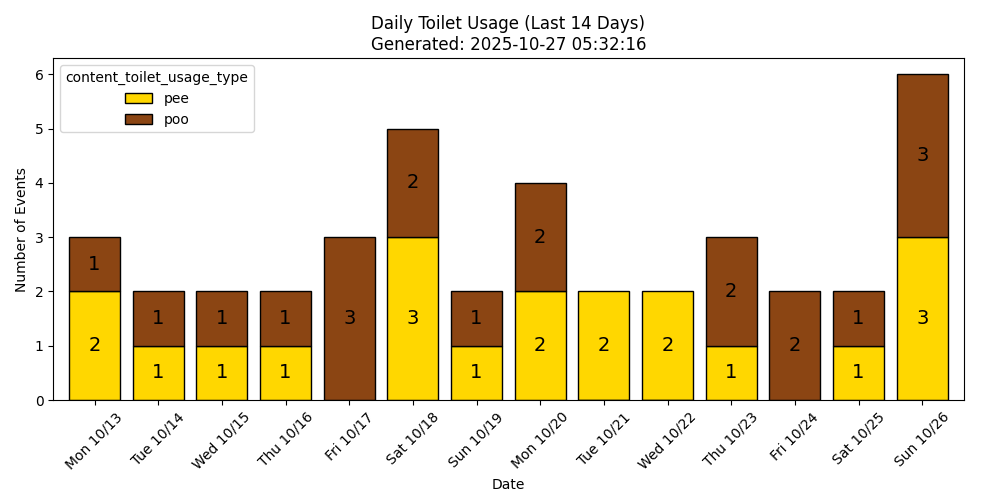 Daily Toilet Usage (Last 14 Days)
Generated: 2025-10-27 05:32:16
content_toilet_usage_type
pee
poo
Number of Events
6
5
4
3
2
1
0
1
2
1
1
1
1
1
1
3
2
3
1
1
2
2
2
2
2
1
2
1
1
3
3
Mon 10/13
Tue 10/14
Wed 10/15
Thu 10/16
Fri 10/17
Sat 10/18
Sun 10/19
Mon 10/20
Tue 10/21
Wed 10/22
Thu 10/23
Fri 10/24
Sat 10/25
Sun 10/26
Date